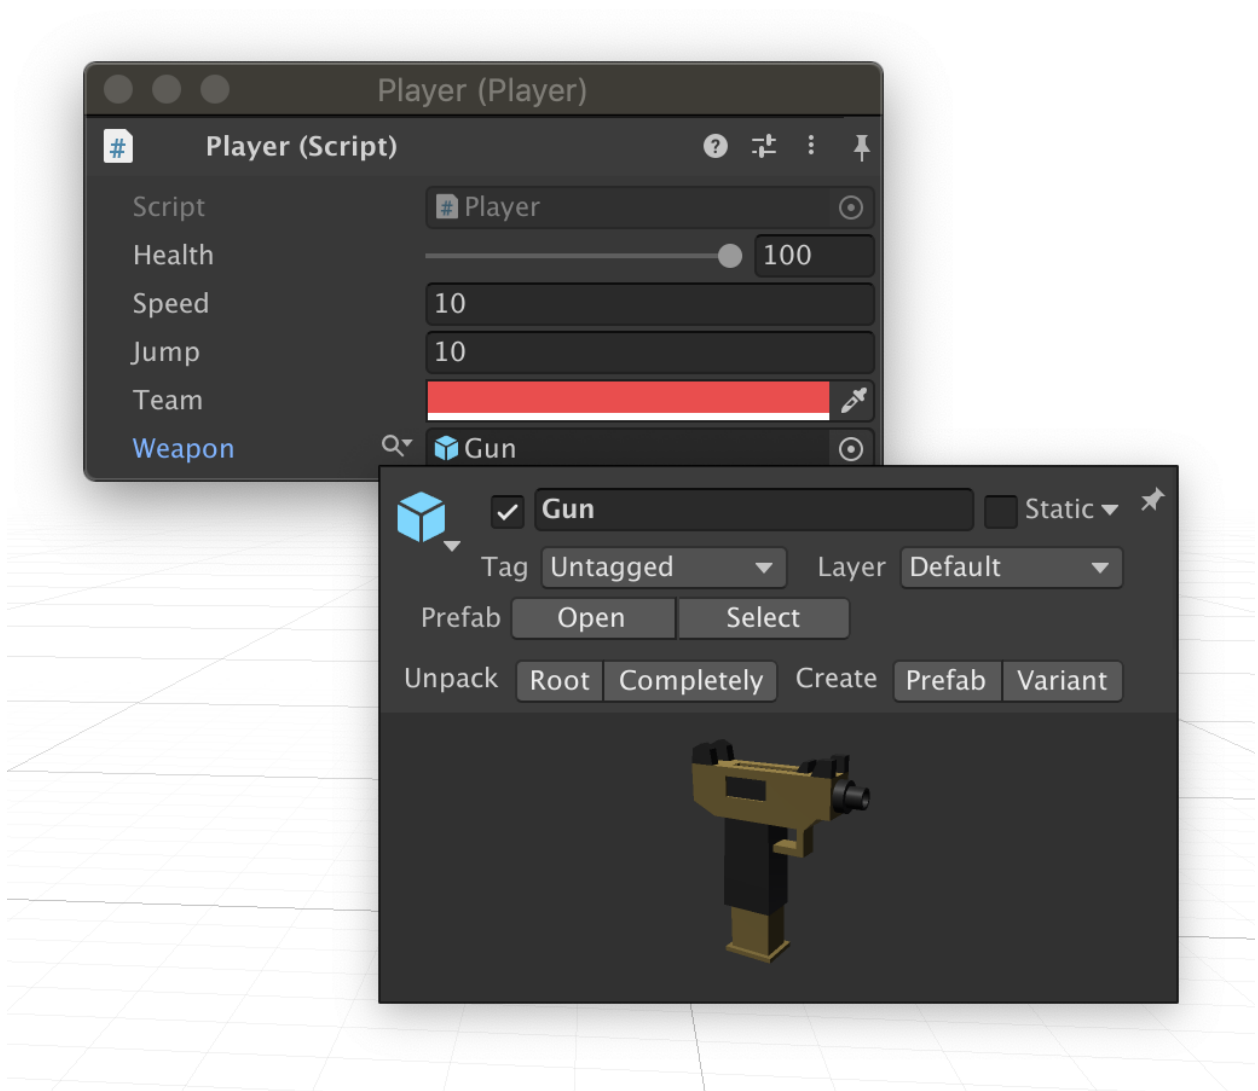 Player (Player)
# Player (Script) ?
Script # Player
Health 100
Speed 10
Jump 10
Team
Weapon Gun
Gun Static
Tag Untagged Layer Default
Prefab Open Select
Unpack Root Completely Create Prefab Variant